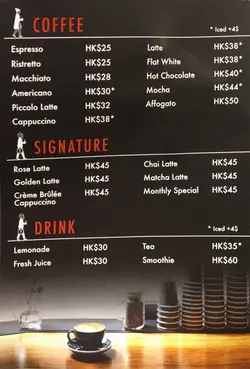 COFFEE
* Iced +4$
Espresso HK$25
Ristretto HK$25
Macchiato HK$28
Americano HK$30*
Piccolo Latte HK$32
Cappuccino HK$38*
Latte HK$38*
Flat White HK$38*
Hot Chocolate HK$40*
Mocha HK$44*
Affogato HK$50
SIGNATURE
Rose Latte HK$45
Golden Latte HK$45
Crème Brûlée HK$45
Cappuccino
Chai Latte HK$45
Matcha Latte HK$45
Monthly Special HK$45
DRINK
* Iced +4$
Lemonade HK$30
Fresh Juice HK$30
Tea HK$35*
Smoothie HK$60